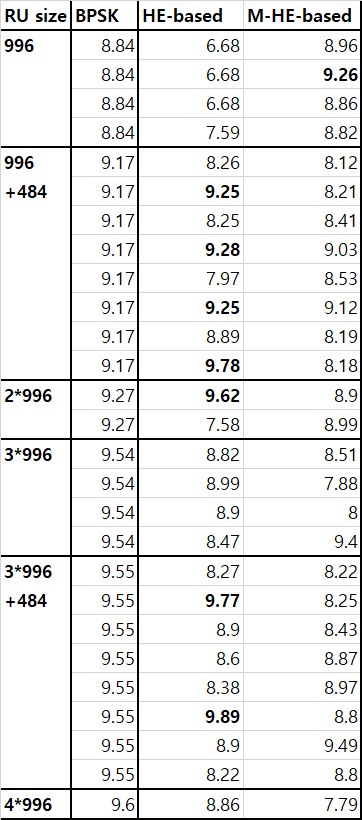 RU size BPSK HE-based M-HE-based
996 8.84 6.68 8.96
8.84 6.68 9.26
8.84 6.68 8.86
8.84 7.59 8.82
996 9.17 8.26 8.12
+484 9.17 9.25 8.21
9.17 8.25 8.41
9.17 9.28 9.03
9.17 7.97 8.53
9.17 9.25 9.12
9.17 8.89 8.19
9.17 9.78 8.18
2*996 9.27 9.62 8.9
9.27 7.58 8.99
3*996 9.54 8.82 8.51
9.54 8.99 7.88
9.54 8.9 8
9.54 8.47 9.4
3*996 9.55 8.27 8.22
+484 9.55 9.77 8.25
9.55 8.9 8.43
9.55 8.6 8.87
9.55 8.38 8.97
9.55 9.89 8.8
9.55 8.9 9.49
9.55 8.22 8.8
4*996 9.6 8.86 7.79